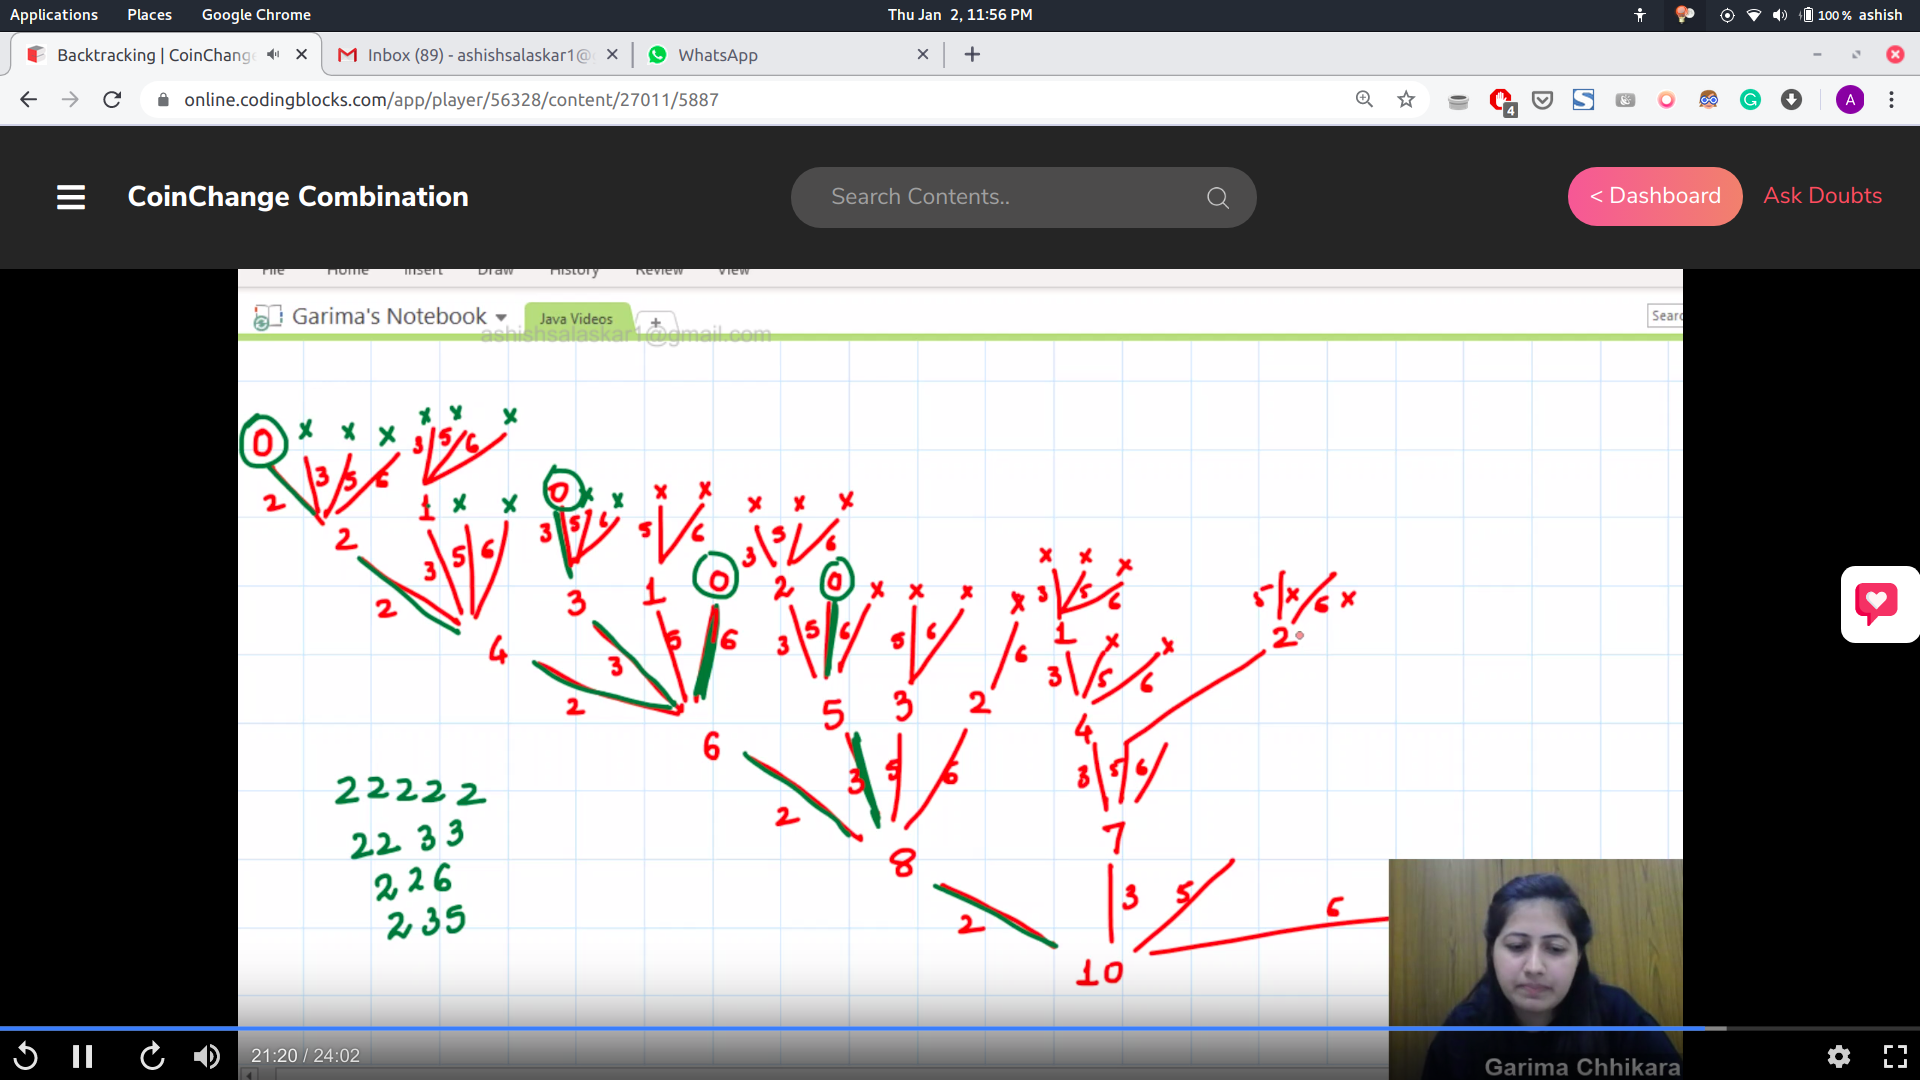 Applications Places Google Chrome Thu Jan 2, 11:56 PM 100 % ashish
Backtracking | CoinChange Inbox (89) - ashishsalaskar1@ WhatsApp
online.codingblocks.com/app/player/56328/content/27011/5887 4 A
CoinChange Combination Search Contents.. < Dashboard Ask Doubts
File Home Insert Draw History Review View
Garima's Notebook Java Videos + Searc
ashishsalaskar1@gmail.com
x x x
0 x x x 3 5 6
2 3 5 6
1 x x
0 x x x x x x x
3 5 6 5 6 3 5 6
2 3 5 6
2
3 1 0 2 0 x x x x
x x x 3 5 6
5 x 6 x
2 3 5 6 3 5 6 5 6 6
1 x x
2
4
3 5 6
2
5 3 2 4
6
3 5 6 3 5 6
2
22222
22 33
226
235
8 7
2 3 5 6
10
21:20 / 24:02 Garima Chhikara